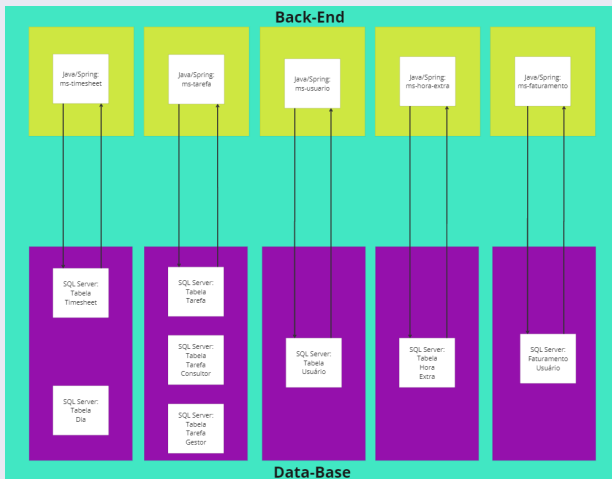 Back-End
Java/Spring:
ms-timesheet
Java/Spring:
ms-tarefa
Java/Spring:
ms-usuario
Java/Spring:
ms-hora-extra
Java/Spring:
ms-faturamento
SQL Server:
Tabela
Timesheet
SQL Server:
Tabela
Dia
SQL Server:
Tabela
Tarefa
SQL Server:
Tabela
Tarefa
Consultor
SQL Server:
Tabela
Tarefa
Gestor
SQL Server:
Tabela
Usuário
SQL Server:
Tabela
Hora
Extra
SQL Server:
Faturamento
Usuário
Data-Base